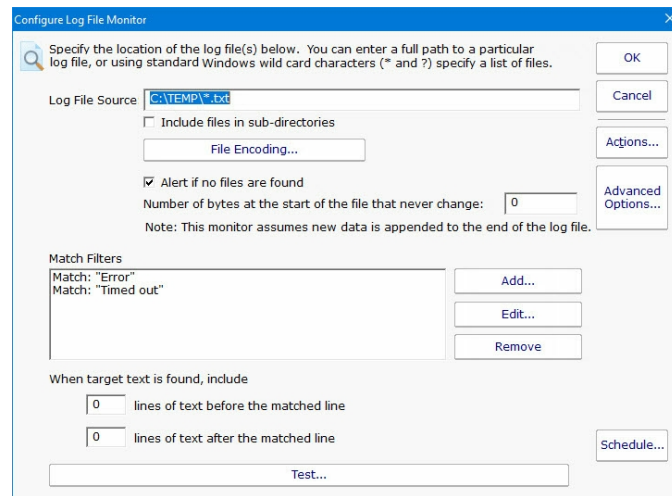 Configure Log File Monitor
Specify the location of the log file(s) below. You can enter a full path to a particular
log file, or using standard Windows wild card characters (* and ?) specify a list of files.
OK
Log File Source C:\TEMP\*.txt
Cancel
Include files in sub-directories
File Encoding...
Actions...
Alert if no files are found
Number of bytes at the start of the file that never change: 0
Advanced
Options...
Note: This monitor assumes new data is appended to the end of the log file.
Match Filters
Match: "Error"
Match: "Timed out"
Add...
Edit...
Remove
When target text is found, include
0 lines of text before the matched line
0 lines of text after the matched line
Schedule...
Test...